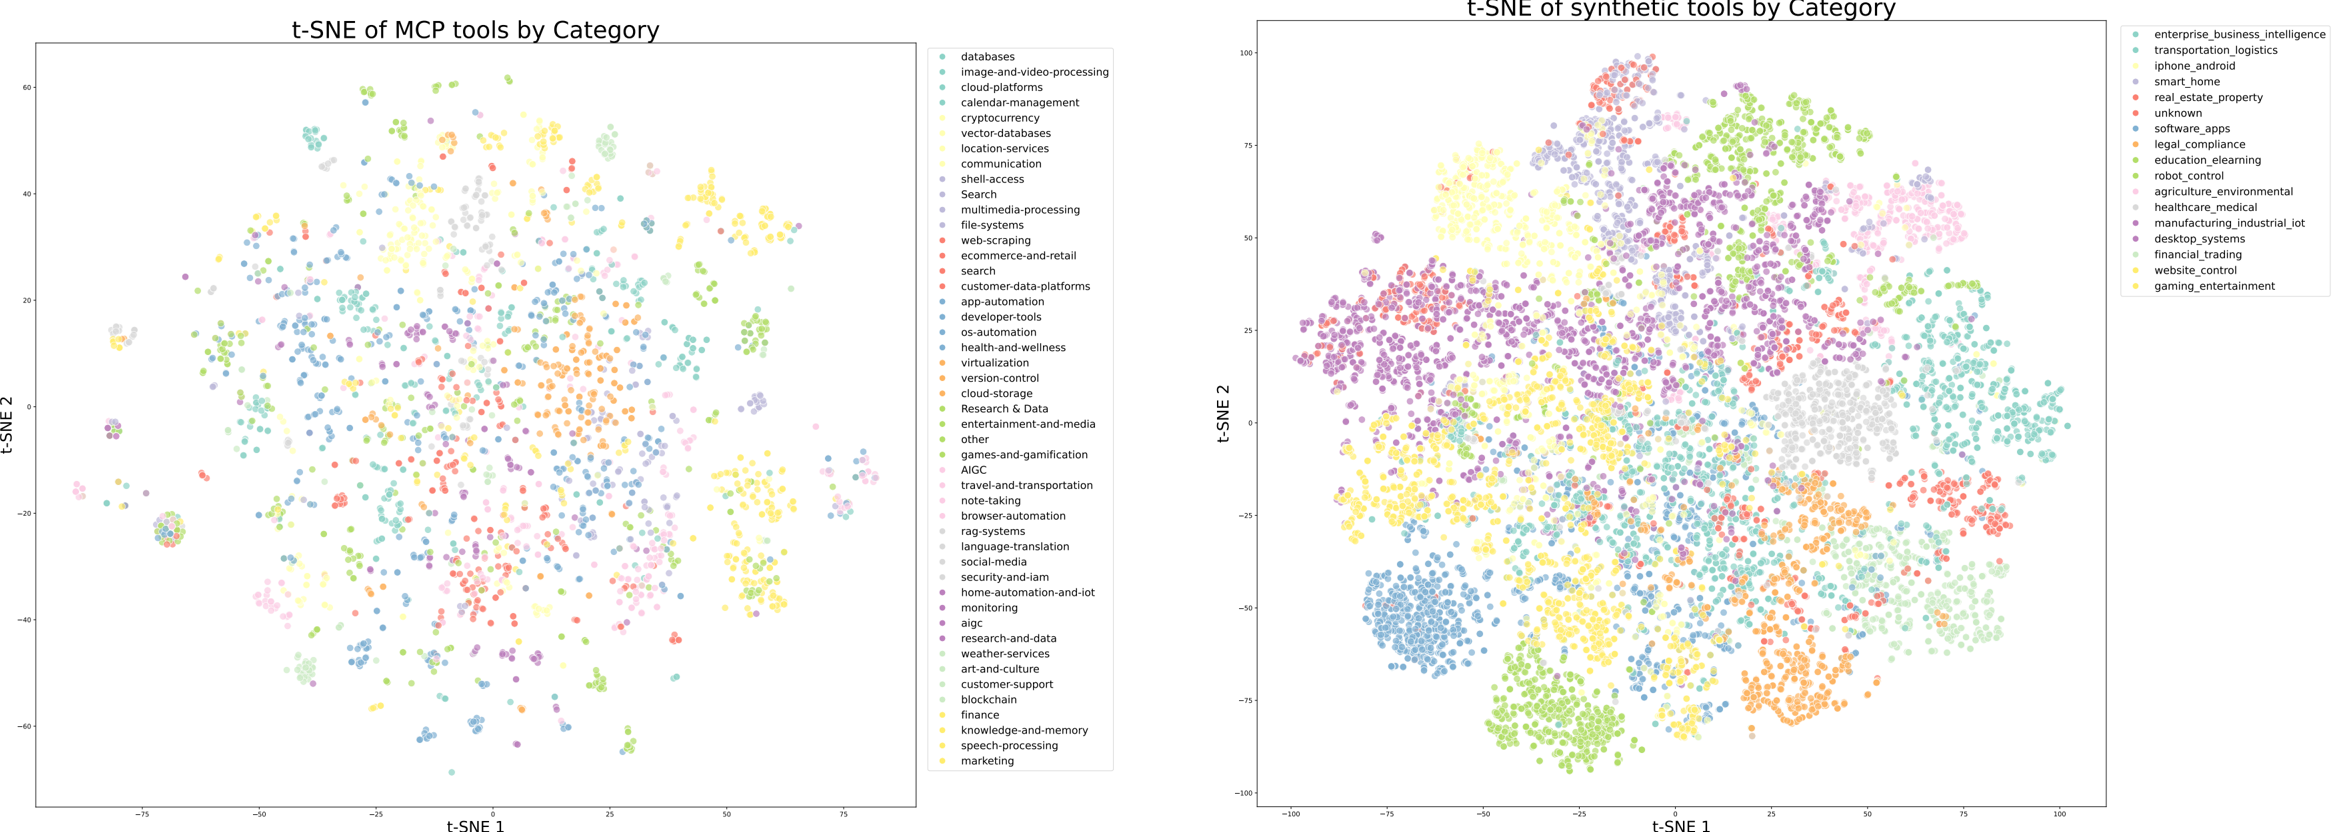 t-SNE of MCP tools by Category
60
40
20
0
−20
−40
−60
t-SNE 2
−75
−50
−25
0
25
50
75
t-SNE 1
databases
image-and-video-processing
cloud-platforms
calendar-management
cryptocurrency
vector-databases
location-services
communication
shell-access
Search
multimedia-processing
file-systems
web-scraping
ecommerce-and-retail
search
customer-data-platforms
app-automation
developer-tools
os-automation
health-and-wellness
virtualization
version-control
cloud-storage
Research & Data
entertainment-and-media
other
games-and-gamification
AIGC
travel-and-transportation
note-taking
browser-automation
rag-systems
language-translation
social-media
security-and-iam
home-automation-and-iot
monitoring
aigc
research-and-data
weather-services
art-and-culture
customer-support
blockchain
finance
knowledge-and-memory
speech-processing
marketing
t-SNE of synthetic tools by Category
100
75
50
25
0
−25
−50
−75
−100
t-SNE 2
−100
−75
−50
−25
0
25
50
75
100
t-SNE 1
enterprise_business_intelligence
transportation_logistics
iphone_android
smart_home
real_estate_property
unknown
software_apps
legal_compliance
education_elearning
robot_control
agriculture_environmental
healthcare_medical
manufacturing_industrial_iot
desktop_systems
financial_trading
website_control
gaming_entertainment